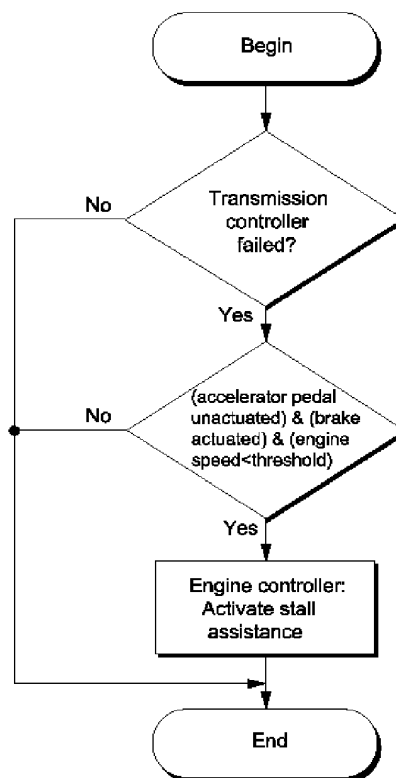 Begin
Transmission
controller
failed?
No
Yes
(accelerator pedal
unactuated) & (brake
actuated) & (engine
speed<threshold)
No
Yes
Engine controller:
Activate stall
assistance
End